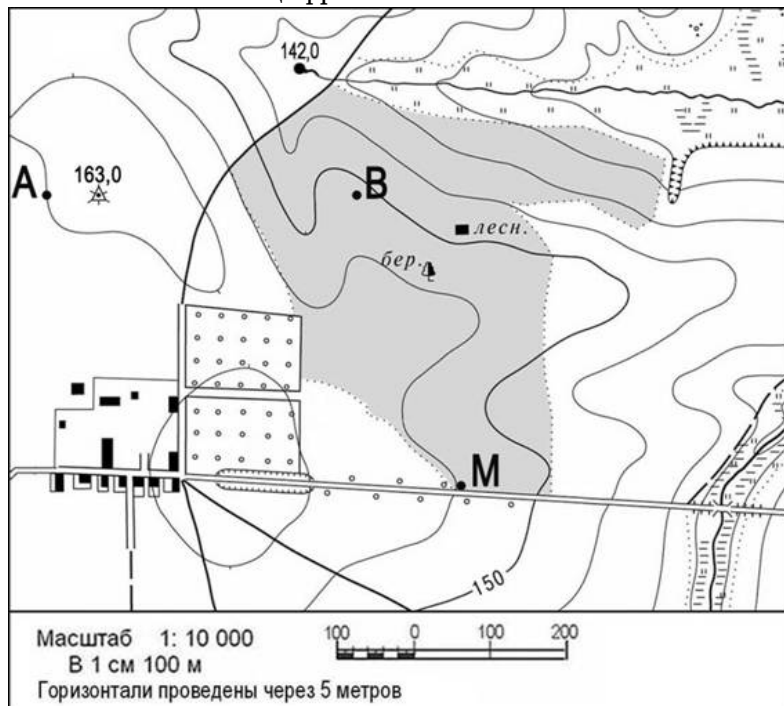 142,0
А 163,0 В
лесн.
бер.
М
150
Масштаб 1: 10 000
В 1 см 100 м
100 0 100 200
Горизонтали проведены через 5 метров